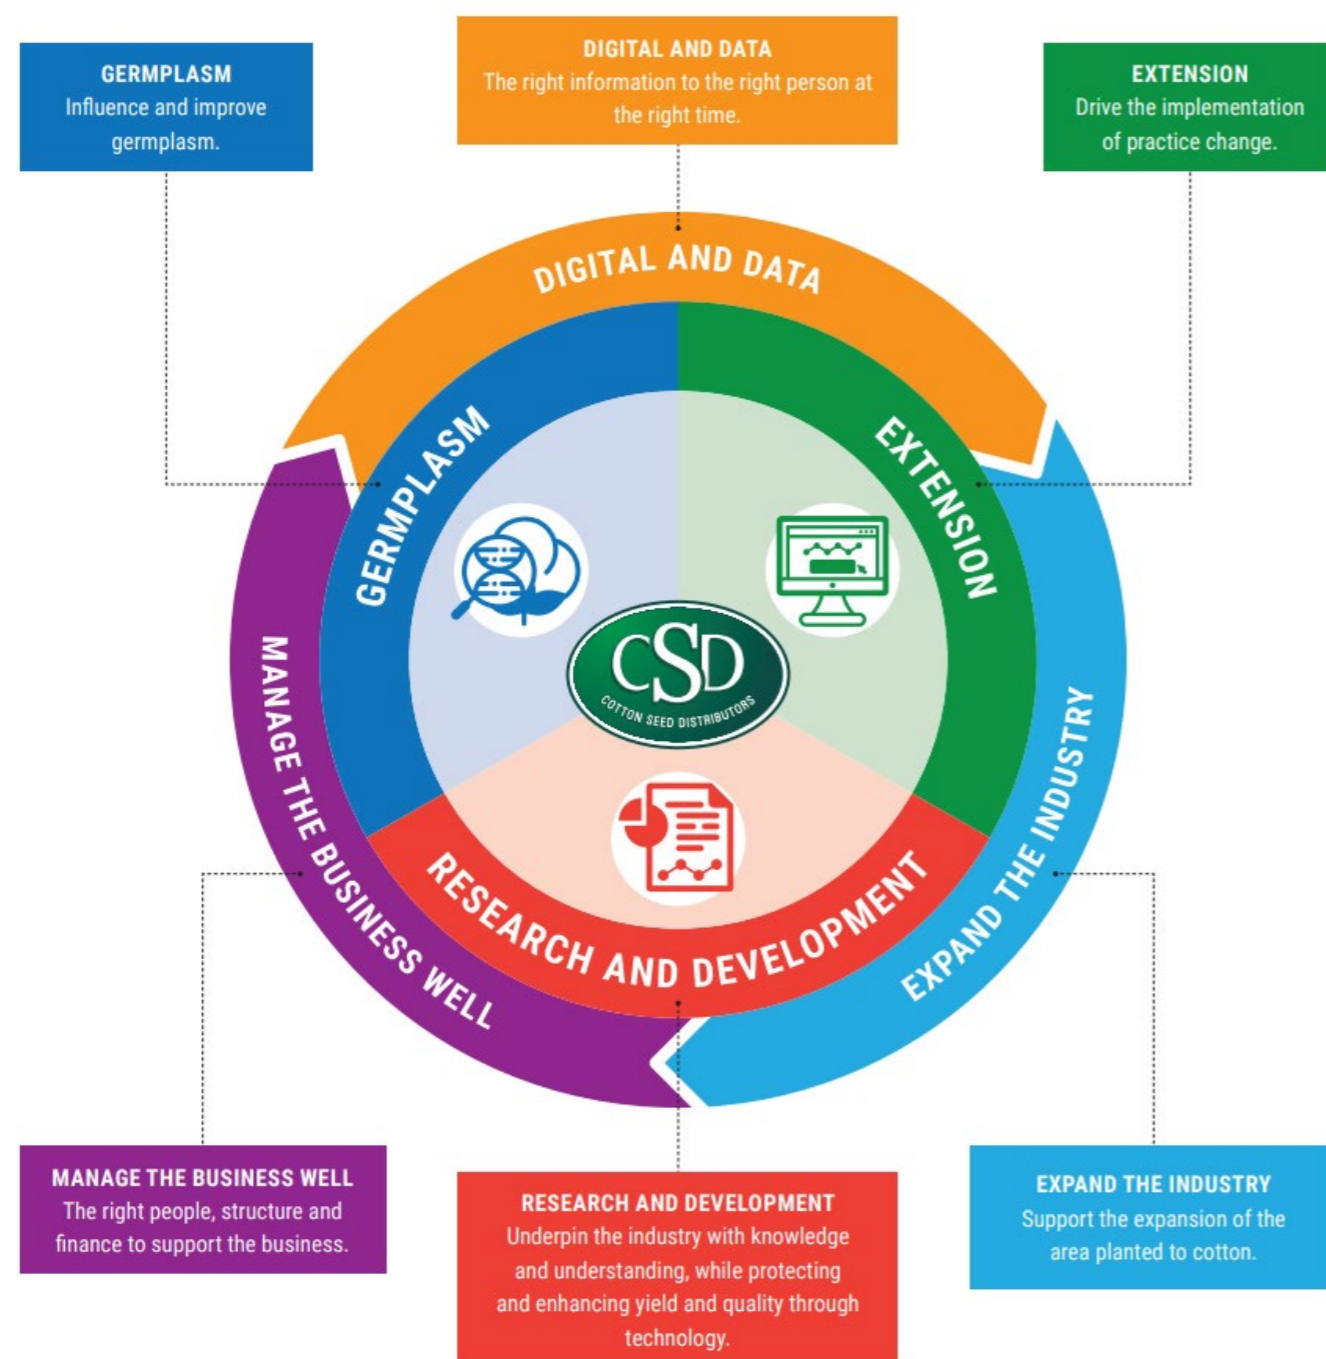 GERMPLASM
Influence and improve
germplasm.
DIGITAL AND DATA
The right information to the right person at
the right time.
EXTENSION
Drive the implementation
of practice change.
DIGITAL AND DATA
GERMPLASM
EXTENSION
CSD
COTTON SEED DISTRIBUTORS
MANAGE THE BUSINESS WELL
RESEARCH AND DEVELOPMENT
EXPAND THE INDUSTRY
MANAGE THE BUSINESS WELL
The right people, structure and
finance to support the business.
RESEARCH AND DEVELOPMENT
Underpin the industry with knowledge
and understanding, while protecting
and enhancing yield and quality through
technology.
EXPAND THE INDUSTRY
Support the expansion of the
area planted to cotton.